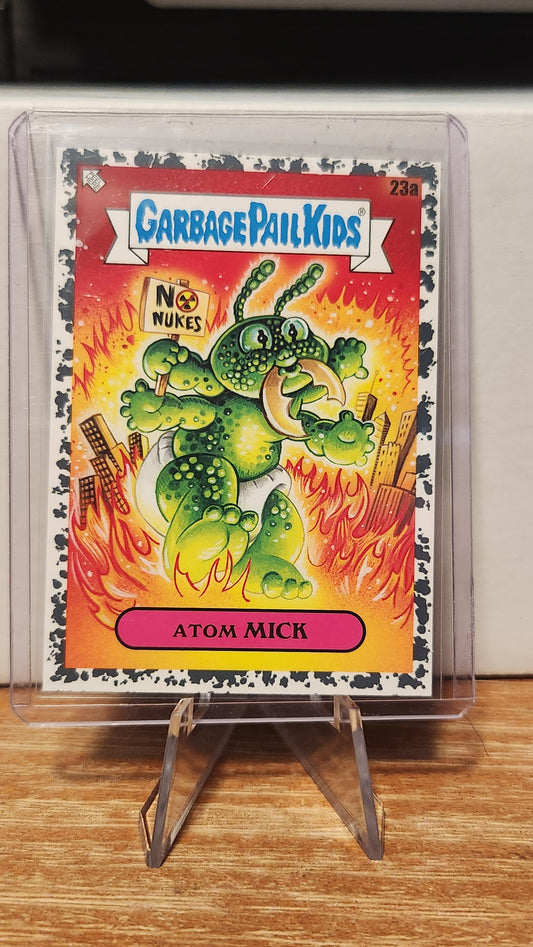 23a
GARBAGE PAIL KIDS®
NO
NUKES
ATOM MICK